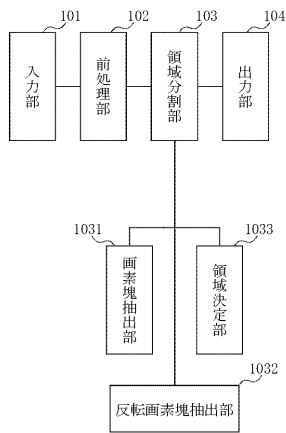 101
102
103
104
入力部
前処理部
領域分割部
出力部
1031
1033
画素塊抽出部
領域決定部
1032
反転画素塊抽出部